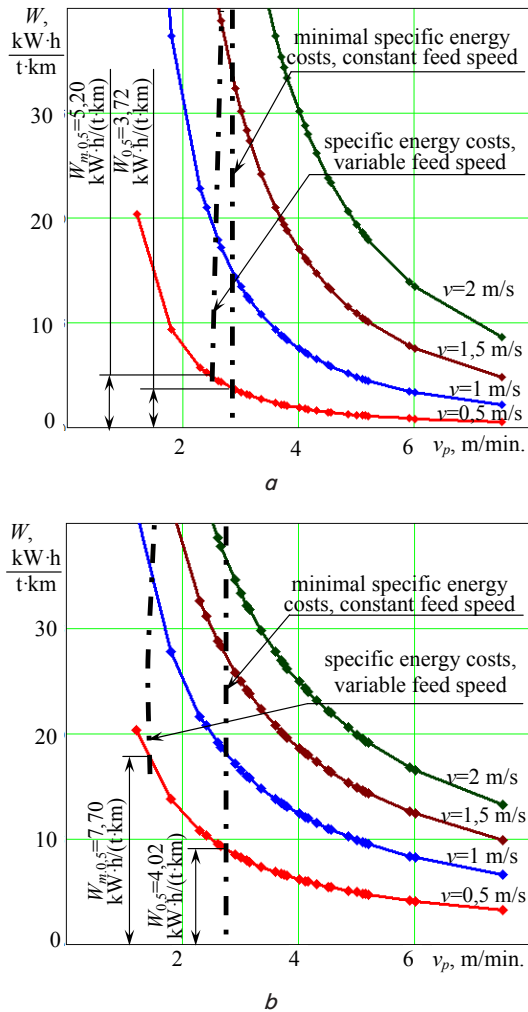 W,
kW·h
t·km
30
20
10
0
W_{m.0,5}=5,20
kW·h/(t·km)
W_{0,5}=3,72
kW·h/(t·km)
minimal specific energy
costs, constant feed speed
specific energy costs,
variable feed speed
v=2 m/s
v=1,5 m/s
v=1 m/s
v=0,5 m/s
2
4
6
v_p, m/min.
a
W,
kW·h
t·km
30
20
10
0
W_{m.0,5}=7,70
kW·h/(t·km)
W_{0,5}=4,02
kW·h/(t·km)
minimal specific energy
costs, constant feed speed
specific energy costs,
variable feed speed
v=2 m/s
v=1,5 m/s
v=1 m/s
v=0,5 m/s
2
4
6
v_p, m/min.
b